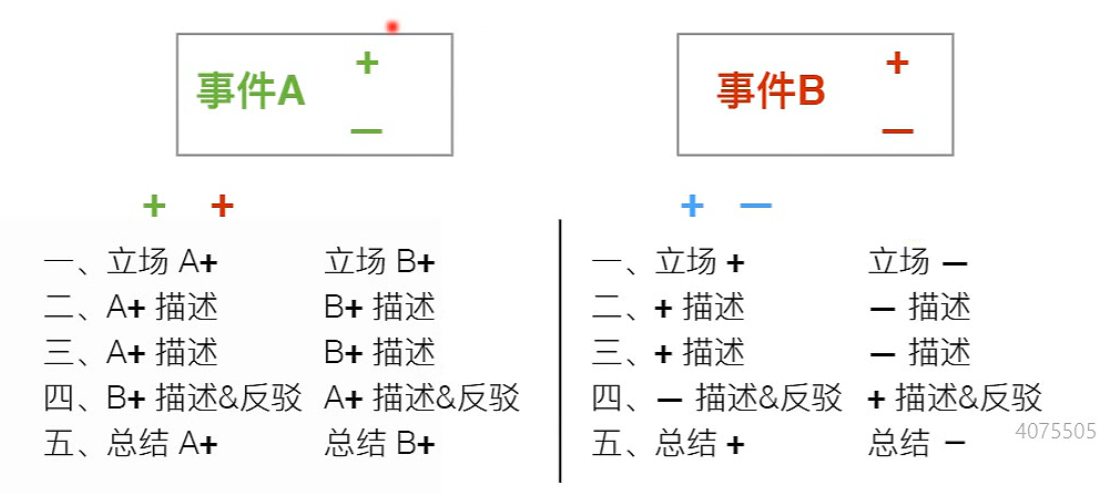 事件A
+
—
事件B
+
—
+ +
+ —
一、立场 A+ 立场 B+
二、A+ 描述 B+ 描述
三、A+ 描述 B+ 描述
四、B+ 描述&反驳 A+ 描述&反驳
五、总结 A+ 总结 B+
一、立场 + 立场 —
二、+ 描述 — 描述
三、+ 描述 — 描述
四、— 描述&反驳 + 描述&反驳
五、总结 + 总结 —
4075505